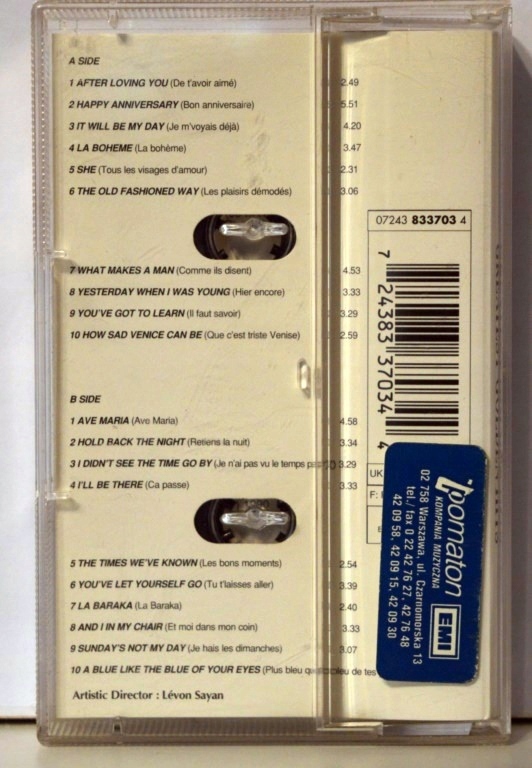 A SIDE
1 AFTER LOVING YOU (De t'avoir aimé) 2.49
2 HAPPY ANNIVERSARY (Bon anniversaire) 5.51
3 IT WILL BE MY DAY (Je m'voyais déjà) 4.20
4 LA BOHEME (La bohème) 3.47
5 SHE (Tous les visages d'amour) 2.31
6 THE OLD FASHIONED WAY (Les plaisirs démodés) 3.06
7 WHAT MAKES A MAN (Comme ils disent) 4.53
8 YESTERDAY WHEN I WAS YOUNG (Hier encore) 3.33
9 YOU'VE GOT TO LEARN (Il faut savoir) 3.29
10 HOW SAD VENICE CAN BE (Que c'est triste Venise) 2.59
B SIDE
1 AVE MARIA (Ave Maria) 4.58
2 HOLD BACK THE NIGHT (Retiens la nuit) 3.34
3 I DIDN'T SEE THE TIME GO BY (Je n'ai pas vu le temps 3.29
4 I'LL BE THERE (Ca passe) 3.33
5 THE TIMES WE'VE KNOWN (Les bons moments) 2.54
6 YOU'VE LET YOURSELF GO (Tu t'laisses aller) 3.39
7 LA BARAKA (La Baraka) 2.40
8 AND I IN MY CHAIR (Et moi dans mon coin) 3.33
9 SUNDAY'S NOT MY DAY (Je hais les dimanches) 3.07
10 A BLUE LIKE THE BLUE OF YOUR EYES (Plus bleu bleu de tes
Artistic Director : Lévon Sayan
07243 833703 4
7 24383 37034 4
UK
F:
pomaton EMI
KOMPANIA MUZYCZNA
02 758 Warszawa, ul. Czarnomorska 13
tel./ fax 0 22 42 76 27, 42 76 48
42 09 58, 42 09 15, 42 09 30